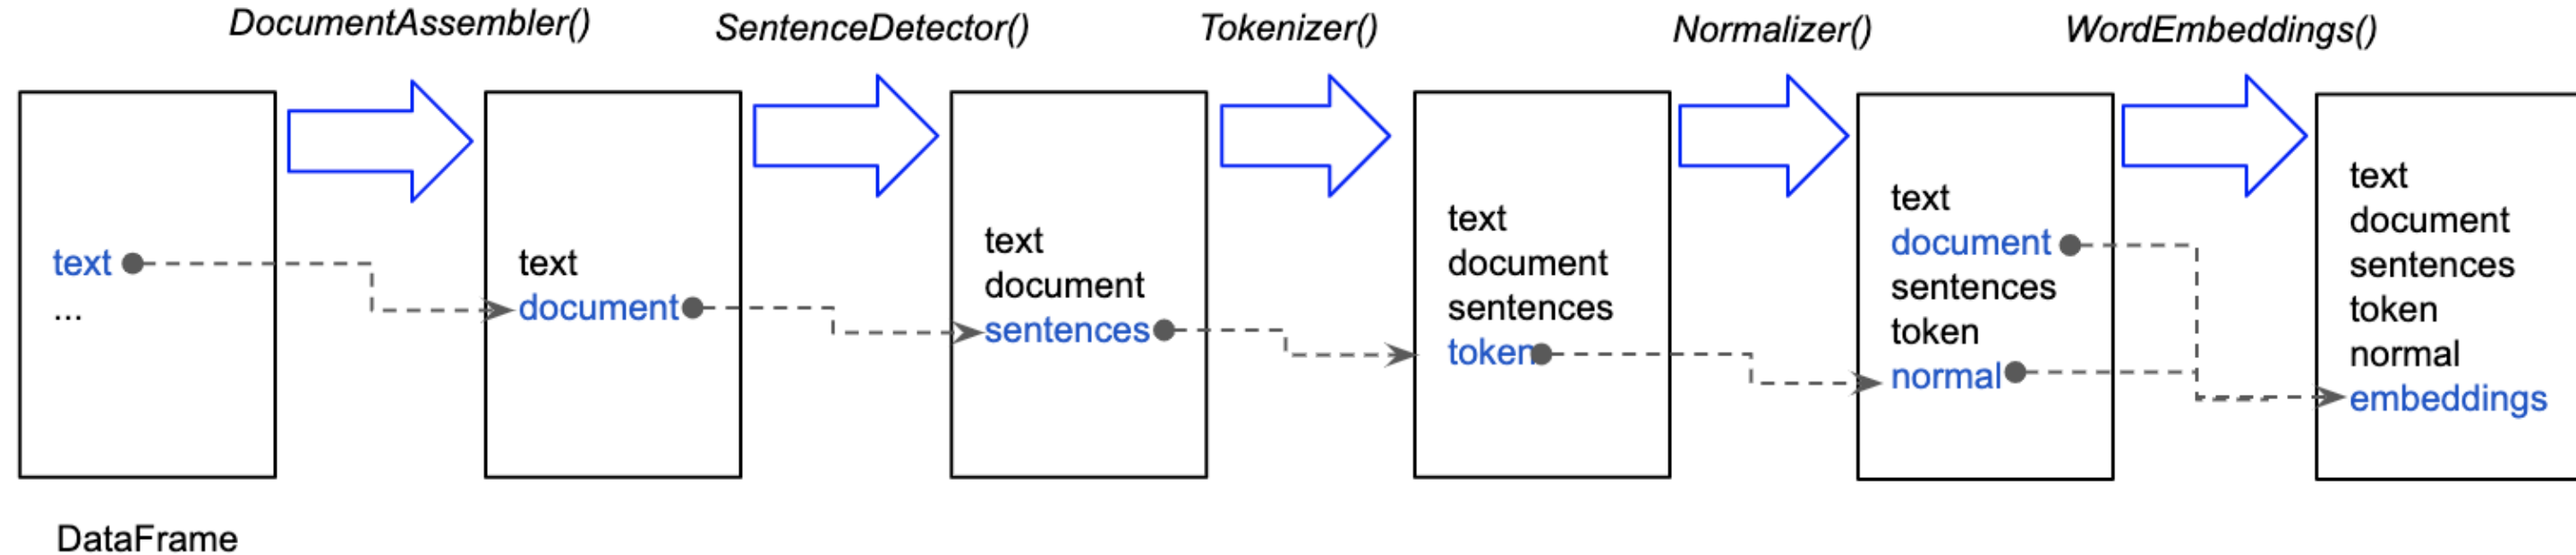 DocumentAssembler()
SentenceDetector()
Tokenizer()
Normalizer()
WordEmbeddings()
text
...
text
document
text
document
sentences
text
document
sentences
token
text
document
sentences
token
normal
text
document
sentences
token
normal
embeddings
DataFrame